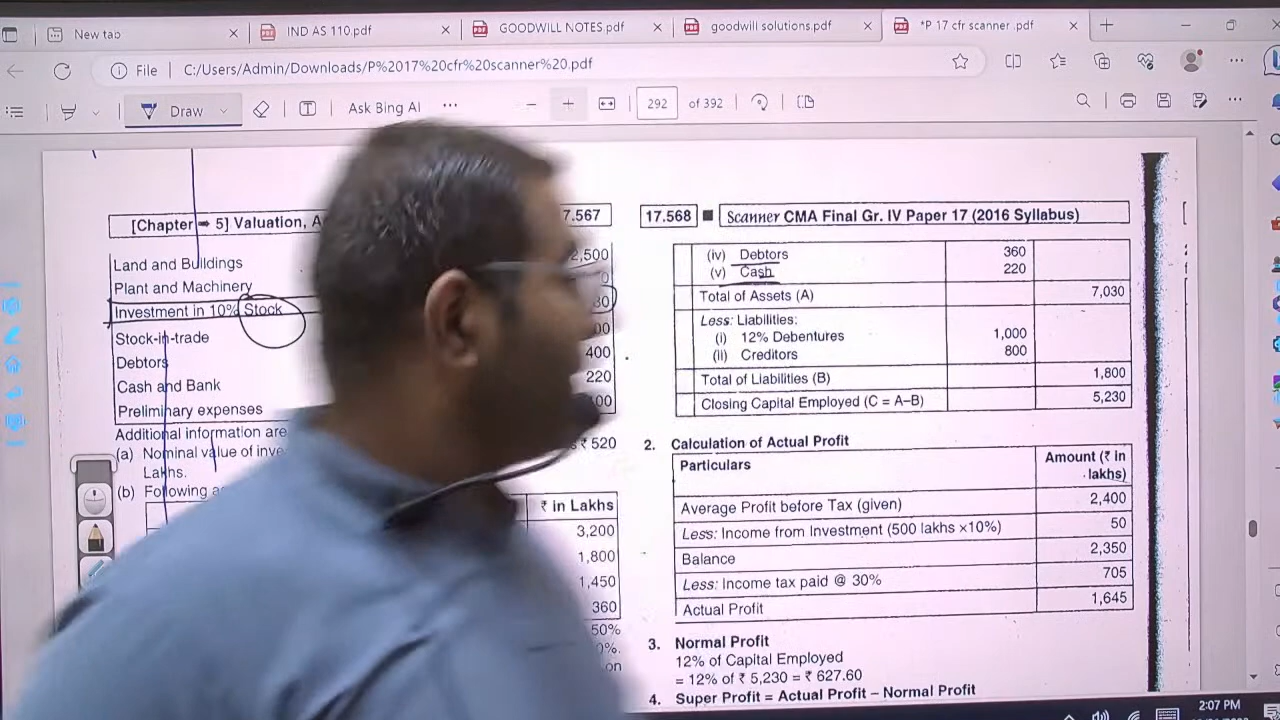 New tab
IND AS 110.pdf
GOODWILL NOTES.pdf
goodwill solutions.pdf
*P 17 cfr scanner .pdf
File | C:/Users/Admin/Downloads/P%2017%20cfr%20scanner%20.pdf
Draw
Ask Bing AI
292 of 392
[Chapter ➡ 5] Valuation, A
7.567
Land and Buildings 2,500
Plant and Machinery
Investment in 10% Stock
Stock-in-trade
Debtors 400
Cash and Bank 220
Preliminary expenses
Additional information are
(a) Nominal value of inve ₹ 520
Lakhs.
(b) Following a
₹ in Lakhs
3,200
1,800
1,450
360
50%
on
17.568 ■ Scanner CMA Final Gr. IV Paper 17 (2016 Syllabus)
(iv) Debtors 360
(v) Cash 220
Total of Assets (A) 7,030
Less: Liabilities:
(i) 12% Debentures 1,000
(ii) Creditors 800
Total of Liabilities (B) 1,800
Closing Capital Employed (C = A–B) 5,230
2. Calculation of Actual Profit
Particulars Amount (₹ in lakhs)
Average Profit before Tax (given) 2,400
Less: Income from Investment (500 lakhs ×10%) 50
Balance 2,350
Less: Income tax paid @ 30% 705
Actual Profit 1,645
3. Normal Profit
12% of Capital Employed
= 12% of ₹ 5,230 = ₹ 627.60
4. Super Profit = Actual Profit – Normal Profit
2:07 PM